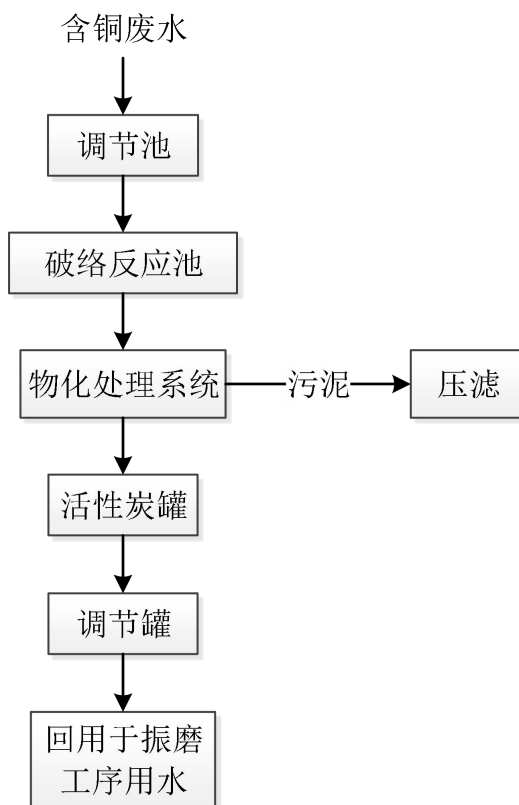 含铜废水
调节池
破络反应池
物化处理系统
污泥
压滤
活性炭罐
调节罐
回用于振磨
工序用水